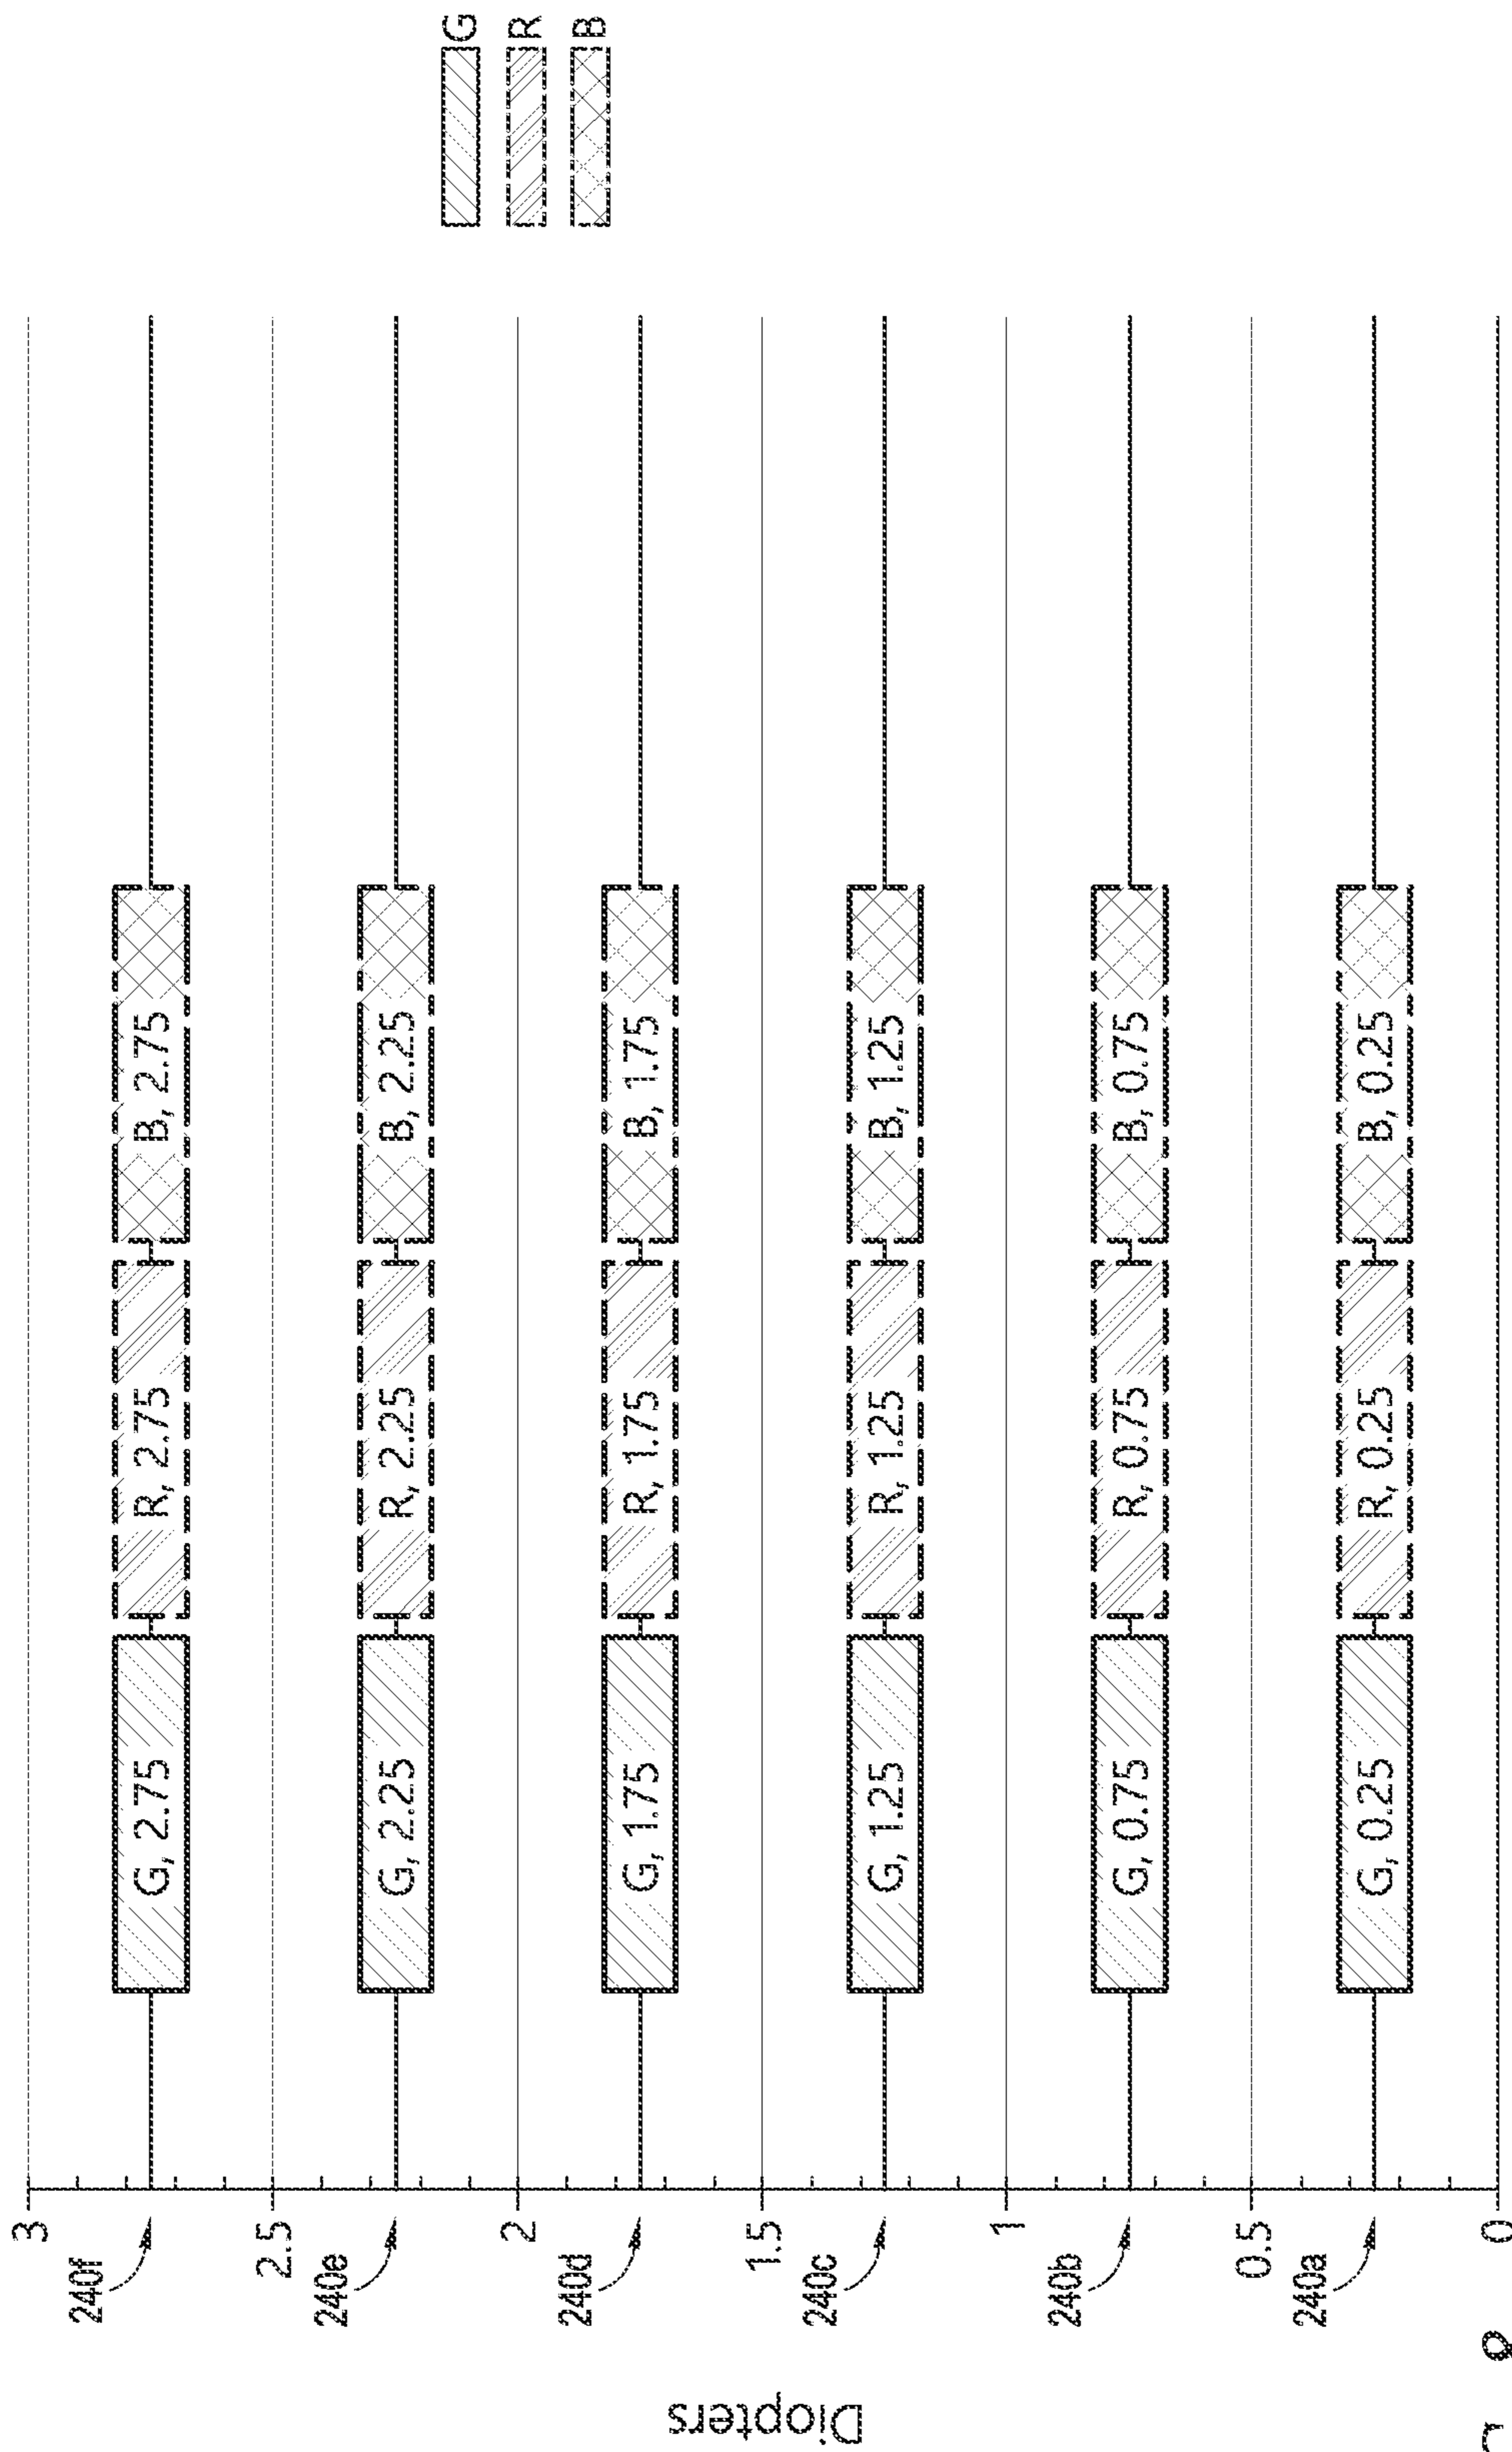 Diopters
3
240f
G, 2.75 R, 2.75 B, 2.75
2.5
240e
G, 2.25 R, 2.25 B, 2.25
2
240d
G, 1.75 R, 1.75 B, 1.75
1.5
240c
G, 1.25 R, 1.25 B, 1.25
1
240b
G, 0.75 R, 0.75 B, 0.75
0.5
240a
G, 0.25 R, 0.25 B, 0.25
0
G
R
B
8